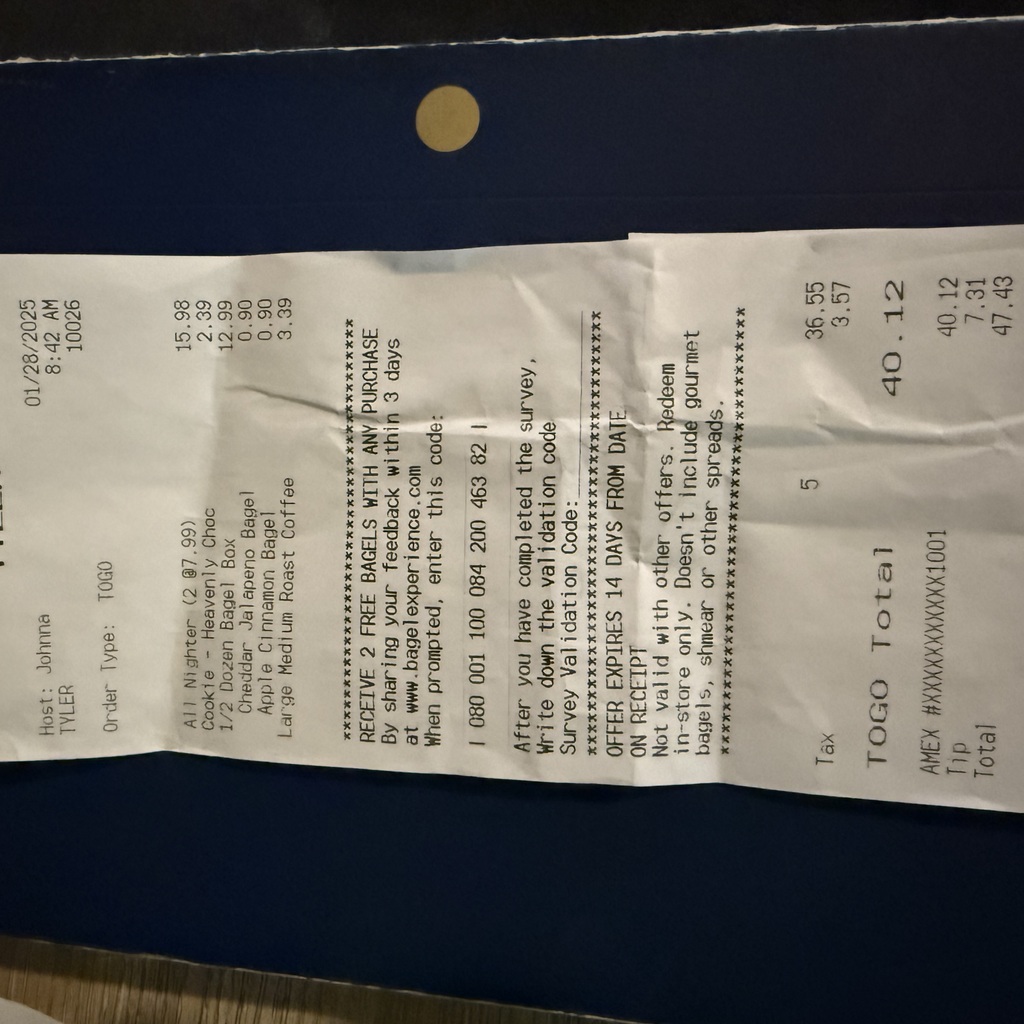 01/28/2025
Host: Johnna 8:42 AM
TYLER 10026
Order Type: TOGO
All Nighter (2 @7.99) 15.98
Cookie - Heavenly Choc 2.39
1/2 Dozen Bagel Box 12.99
Cheddar Jalapeno Bagel 0.90
Apple Cinnamon Bagel 0.90
Large Medium Roast Coffee 3.39
****************************************
RECEIVE 2 FREE BAGELS WITH ANY PURCHASE
By sharing your feedback within 3 days
at www.bagelexperience.com
When prompted, enter this code:
| 080 001 100 084 200 463 82 |
After you have completed the survey,
Write down the validation code.
Survey Validation Code:
****************************************
OFFER EXPIRES 14 DAYS FROM DATE
ON RECEIPT
Not valid with other offers. Redeem
in-store only. Doesn't include gourmet
bagels, shmear or other spreads.
****************************************
5 36.55
Tax 3.57
TOGO Total 40.12
AMEX #XXXXXXXXXXXX1001 40.12
Tip 7.31
Total 47.43